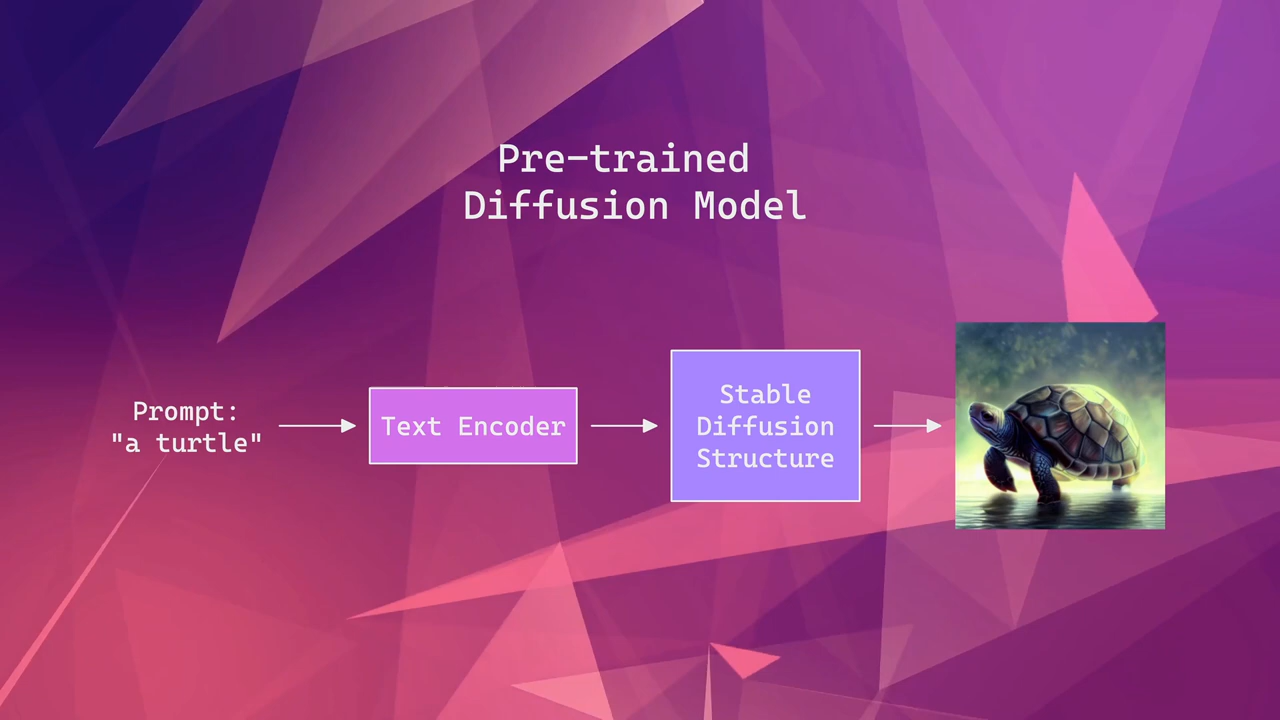 Pre-trained
Diffusion Model
Prompt:
"a turtle"
Text Encoder
Stable
Diffusion
Structure